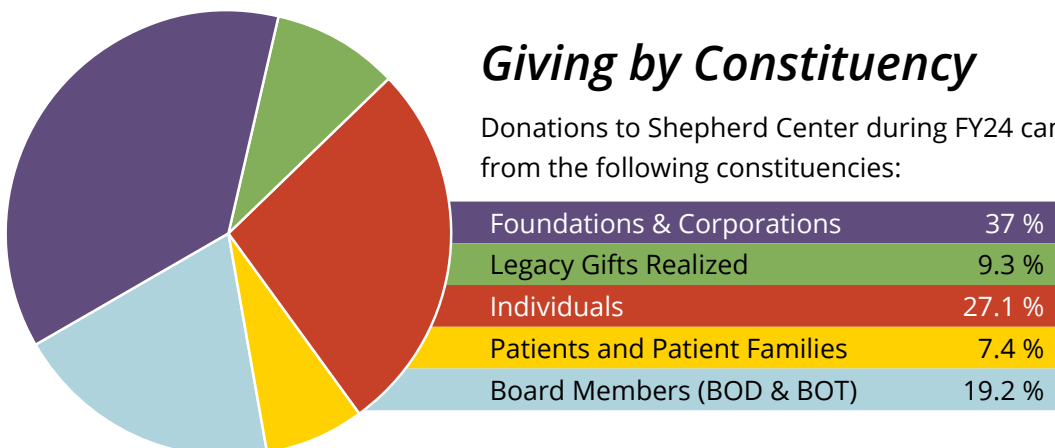 Giving by Constituency
Donations to Shepherd Center during FY24
from the following constituencies:
Foundations & Corporations 37 %
Legacy Gifts Realized 9.3 %
Individuals 27.1 %
Patients and Patient Families 7.4 %
Board Members (BOD & BOT) 19.2 %